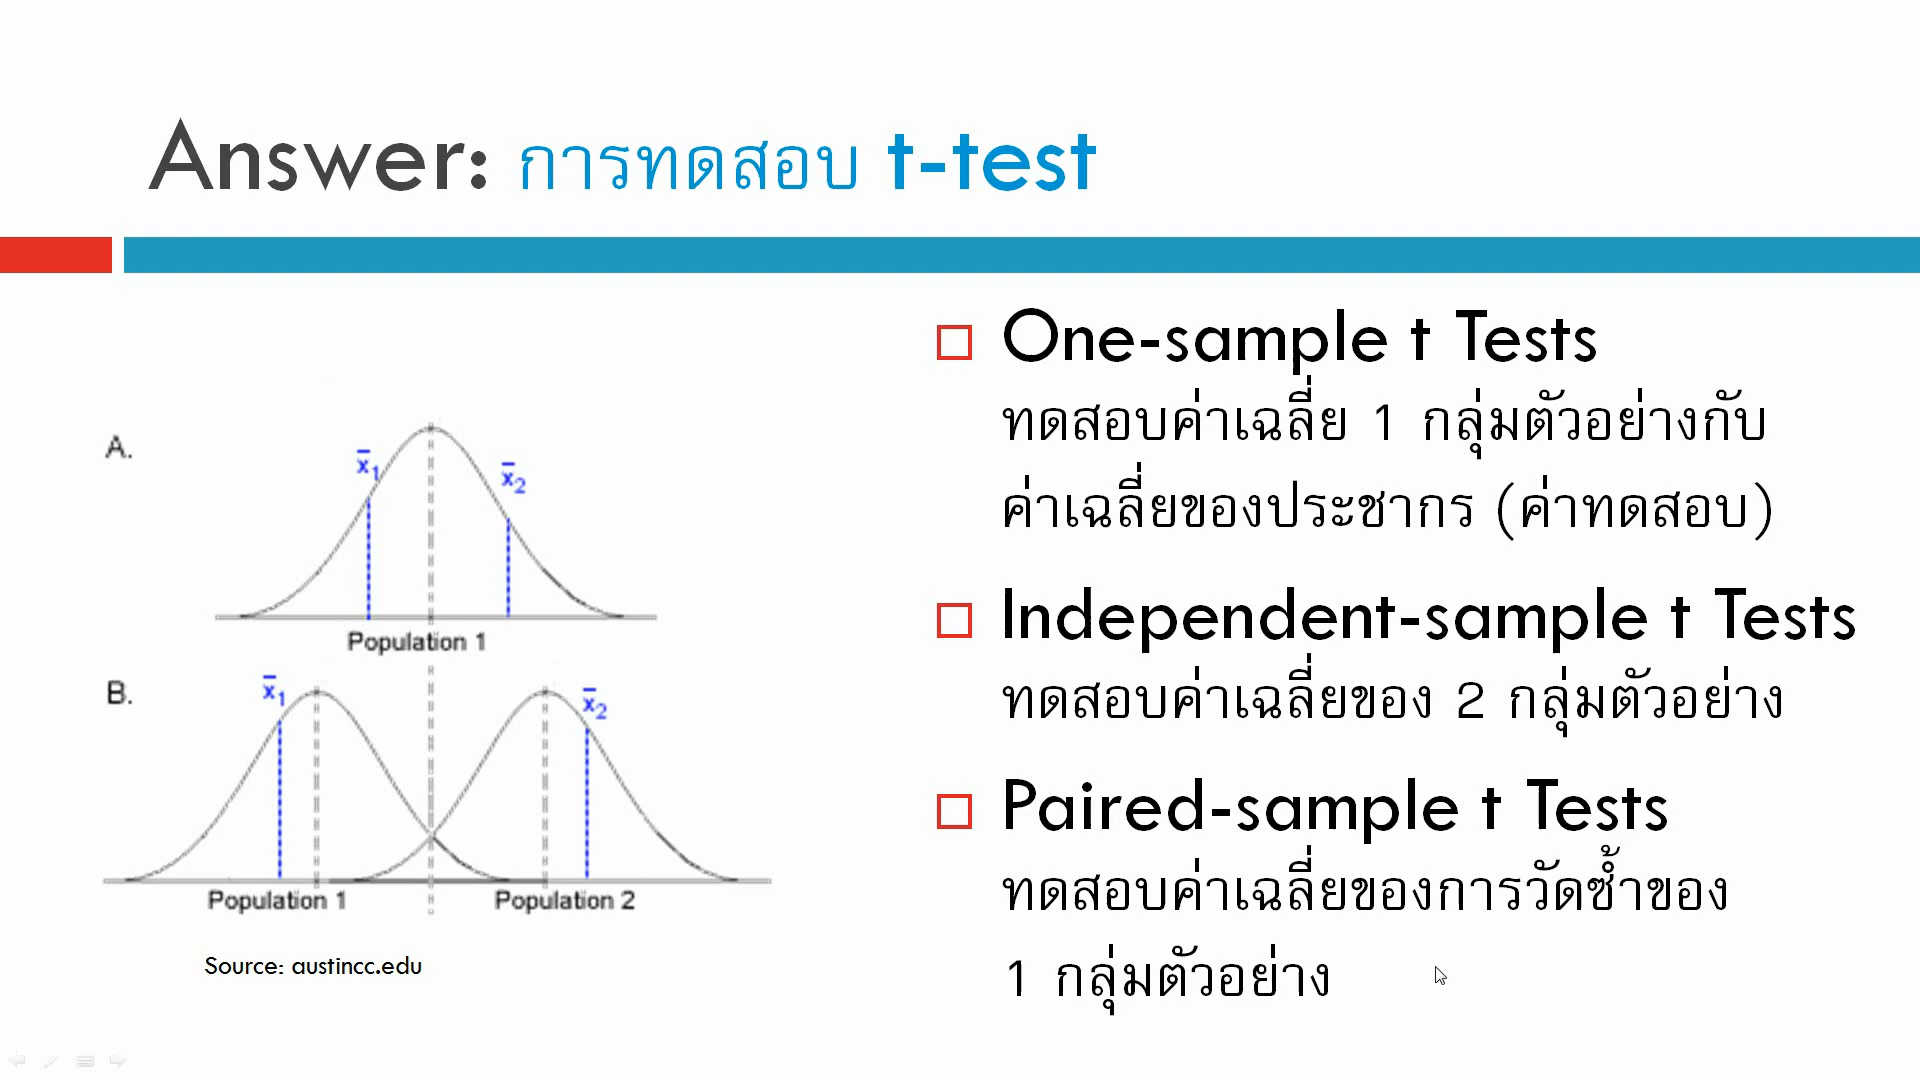 Answer: การทดสอบ t-test
A.
x̄1
x̄2
Population 1
B.
x̄1
x̄2
Population 1
Population 2
Source: austincc.edu
One-sample t Tests
ทดสอบค่าเฉลี่ย 1 กลุ่มตัวอย่างกับ
ค่าเฉลี่ยของประชากร (ค่าทดสอบ)
Independent-sample t Tests
ทดสอบค่าเฉลี่ยของ 2 กลุ่มตัวอย่าง
Paired-sample t Tests
ทดสอบค่าเฉลี่ยของการวัดซ้ำของ
1 กลุ่มตัวอย่าง